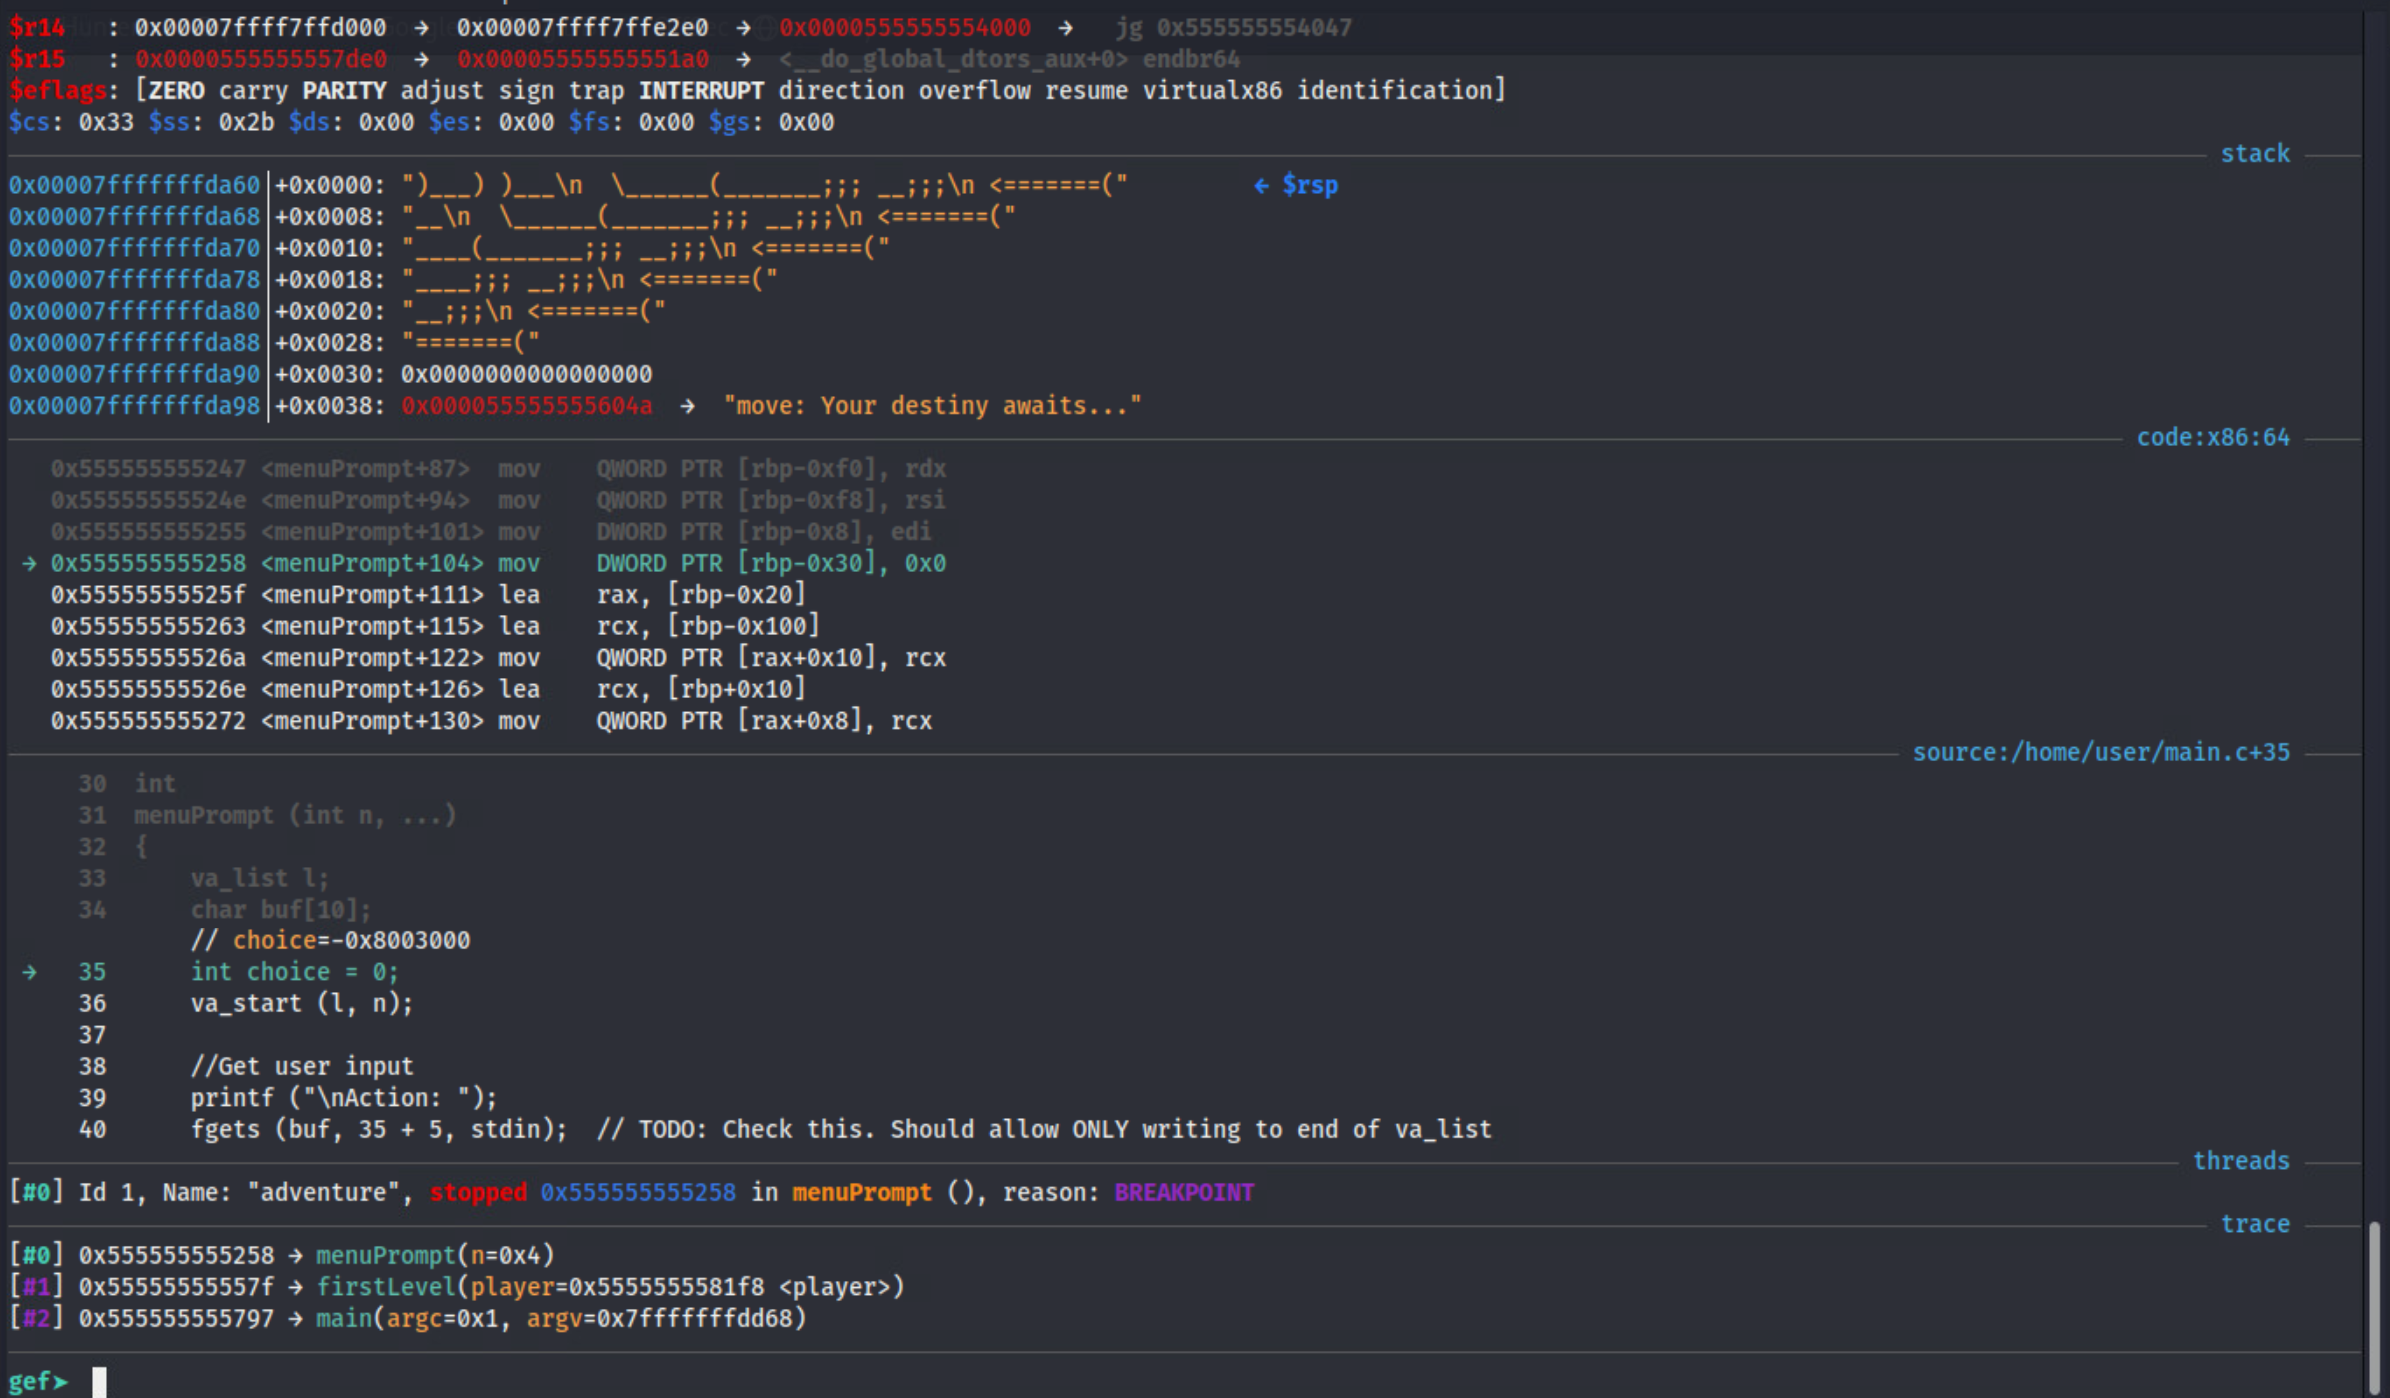 $r14   : 0x00007ffff7ffd000  →  0x00007ffff7ffe2e0  →  0x0000555555554000  →   jg 0x555555554047
$r15   : 0x0000555555557de0  →  0x00005555555551a0  →  <__do_global_dtors_aux+0> endbr64
$eflags: [ZERO carry PARITY adjust sign trap INTERRUPT direction overflow resume virtualx86 identification]
$cs: 0x33 $ss: 0x2b $ds: 0x00 $es: 0x00 $fs: 0x00 $gs: 0x00
stack
0x00007fffffffda60│+0x0000: ")___) )___\n  \______(_______;;; __;;;\n <=======("         ← $rsp
0x00007fffffffda68│+0x0008: "__\n  \______(_______;;; __;;;\n <=======("
0x00007fffffffda70│+0x0010: "____(_______;;; __;;;\n <=======("
0x00007fffffffda78│+0x0018: "____;;; __;;;\n <=======("
0x00007fffffffda80│+0x0020: "__;;;\n <=======("
0x00007fffffffda88│+0x0028: "=======("
0x00007fffffffda90│+0x0030: 0x0000000000000000
0x00007fffffffda98│+0x0038: 0x000055555555604a  →  "move: Your destiny awaits..."
code:x86:64
   0x555555555247 <menuPrompt+87>  mov    QWORD PTR [rbp-0xf0], rdx
   0x55555555524e <menuPrompt+94>  mov    QWORD PTR [rbp-0xf8], rsi
   0x555555555255 <menuPrompt+101> mov    DWORD PTR [rbp-0x8], edi
 → 0x555555555258 <menuPrompt+104> mov    DWORD PTR [rbp-0x30], 0x0
   0x55555555525f <menuPrompt+111> lea    rax, [rbp-0x20]
   0x555555555263 <menuPrompt+115> lea    rcx, [rbp-0x100]
   0x55555555526a <menuPrompt+122> mov    QWORD PTR [rax+0x10], rcx
   0x55555555526e <menuPrompt+126> lea    rcx, [rbp+0x10]
   0x555555555272 <menuPrompt+130> mov    QWORD PTR [rax+0x8], rcx
source:/home/user/main.c+35
     30  int
     31  menuPrompt (int n, ...)
     32  {
     33      va_list l;
     34      char buf[10];
             // choice=-0x8003000
 →   35      int choice = 0;
     36      va_start (l, n);
     37
     38      //Get user input
     39      printf ("\nAction: ");
     40      fgets (buf, 35 + 5, stdin);  // TODO: Check this. Should allow ONLY writing to end of va_list
threads
[#0] Id 1, Name: "adventure", stopped 0x555555555258 in menuPrompt (), reason: BREAKPOINT
trace
[#0] 0x555555555258 → menuPrompt(n=0x4)
[#1] 0x55555555557f → firstLevel(player=0x5555555581f8 <player>)
[#2] 0x555555555797 → main(argc=0x1, argv=0x7fffffffdd68)
gef➤